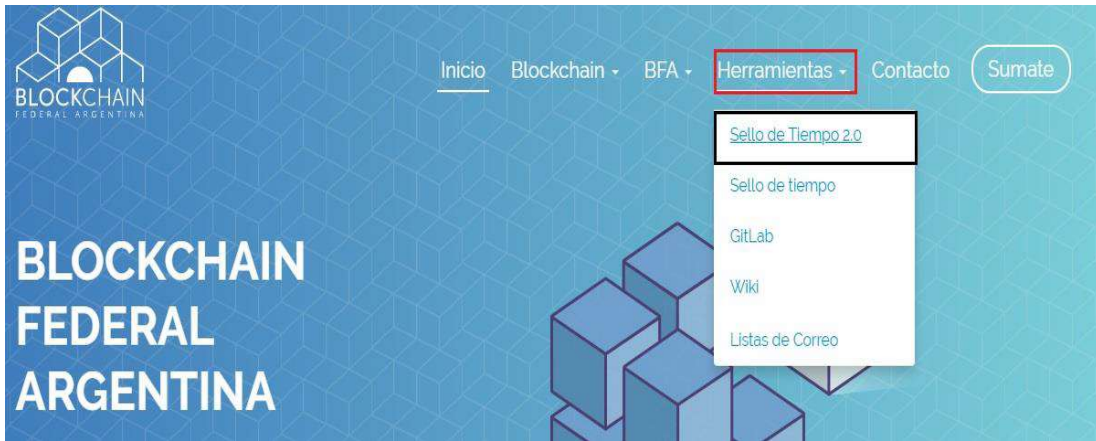 BLOCKCHAIN
FEDERAL ARGENTINA
Inicio Blockchain BFA Herramientas Contacto Sumate
Sello de Tiempo 2.0
Sello de tiempo
GitLab
Wiki
Listas de Correo
BLOCKCHAIN
FEDERAL
ARGENTINA